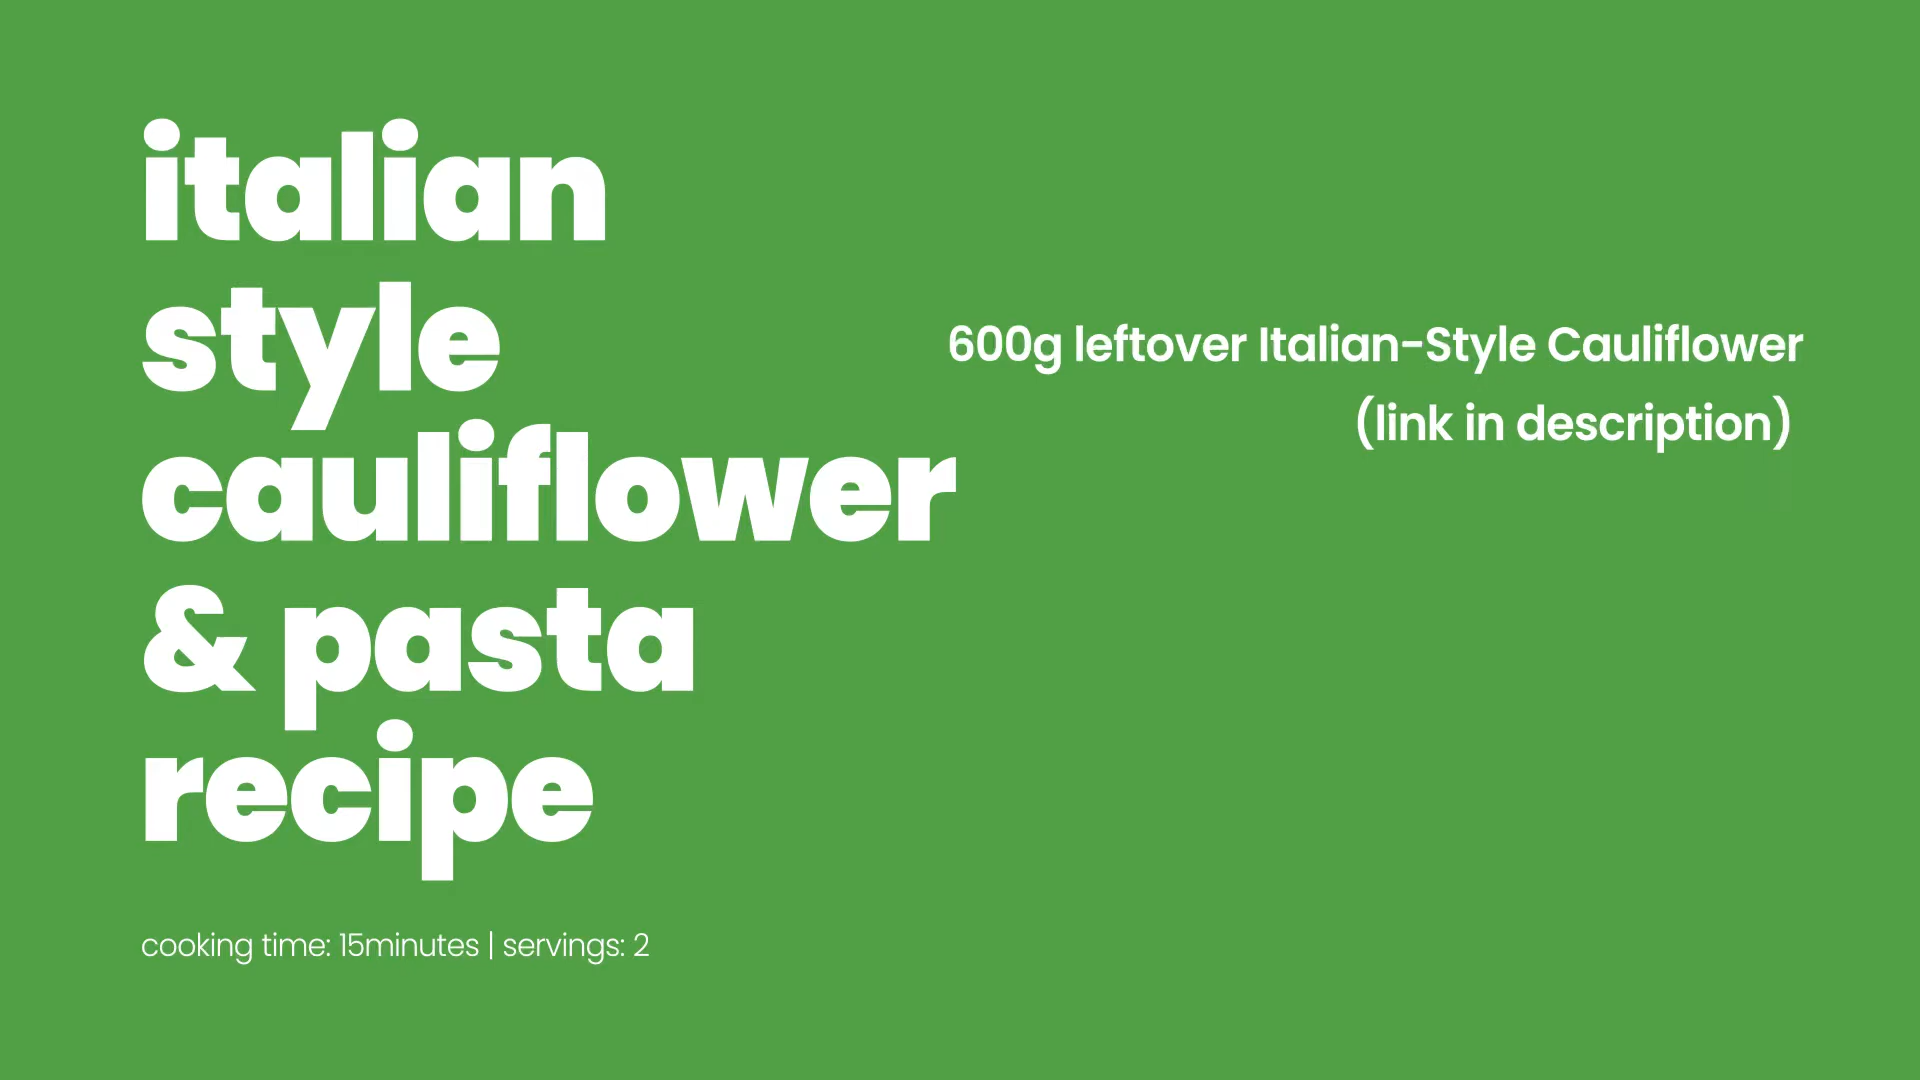 italian
style
cauliflower
& pasta
recipe
cooking time: 15minutes | servings: 2
600g leftover Italian-Style Cauliflower
(link in description)